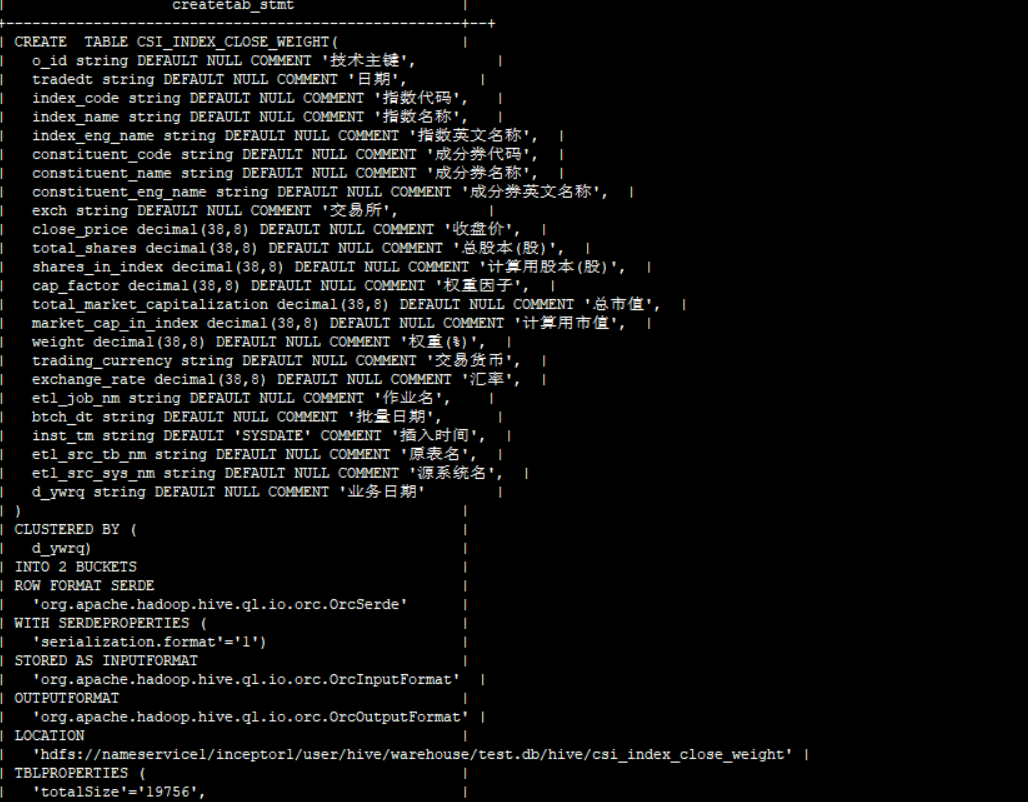 | createtab_stmt |
+----------------------------------------------------+--+
| CREATE  TABLE CSI_INDEX_CLOSE_WEIGHT( |
|   o_id string DEFAULT NULL COMMENT '技术主键', |
|   tradedt string DEFAULT NULL COMMENT '日期', |
|   index_code string DEFAULT NULL COMMENT '指数代码', |
|   index_name string DEFAULT NULL COMMENT '指数名称', |
|   index_eng_name string DEFAULT NULL COMMENT '指数英文名称', |
|   constituent_code string DEFAULT NULL COMMENT '成分券代码', |
|   constituent_name string DEFAULT NULL COMMENT '成分券名称', |
|   constituent_eng_name string DEFAULT NULL COMMENT '成分券英文名称', |
|   exch string DEFAULT NULL COMMENT '交易所', |
|   close_price decimal(38,8) DEFAULT NULL COMMENT '收盘价', |
|   total_shares decimal(38,8) DEFAULT NULL COMMENT '总股本(股)', |
|   shares_in_index decimal(38,8) DEFAULT NULL COMMENT '计算用股本(股)', |
|   cap_factor decimal(38,8) DEFAULT NULL COMMENT '权重因子', |
|   total_market_capitalization decimal(38,8) DEFAULT NULL COMMENT '总市值', |
|   market_cap_in_index decimal(38,8) DEFAULT NULL COMMENT '计算用市值', |
|   weight decimal(38,8) DEFAULT NULL COMMENT '权重(%)', |
|   trading_currency string DEFAULT NULL COMMENT '交易货币', |
|   exchange_rate decimal(38,8) DEFAULT NULL COMMENT '汇率', |
|   etl_job_nm string DEFAULT NULL COMMENT '作业名', |
|   btch_dt string DEFAULT NULL COMMENT '批量日期', |
|   inst_tm string DEFAULT 'SYSDATE' COMMENT '插入时间', |
|   etl_src_tb_nm string DEFAULT NULL COMMENT '原表名', |
|   etl_src_sys_nm string DEFAULT NULL COMMENT '源系统名', |
|   d_ywrq string DEFAULT NULL COMMENT '业务日期' |
| ) |
| CLUSTERED BY ( |
|   d_ywrq) |
| INTO 2 BUCKETS |
| ROW FORMAT SERDE |
|   'org.apache.hadoop.hive.ql.io.orc.OrcSerde' |
| WITH SERDEPROPERTIES ( |
|   'serialization.format'='1') |
| STORED AS INPUTFORMAT |
|   'org.apache.hadoop.hive.ql.io.orc.OrcInputFormat' |
| OUTPUTFORMAT |
|   'org.apache.hadoop.hive.ql.io.orc.OrcOutputFormat' |
| LOCATION |
|   'hdfs://nameservice1/inceptor1/user/hive/warehouse/test.db/hive/csi_index_close_weight' |
| TBLPROPERTIES ( |
|   'totalSize'='19756', |